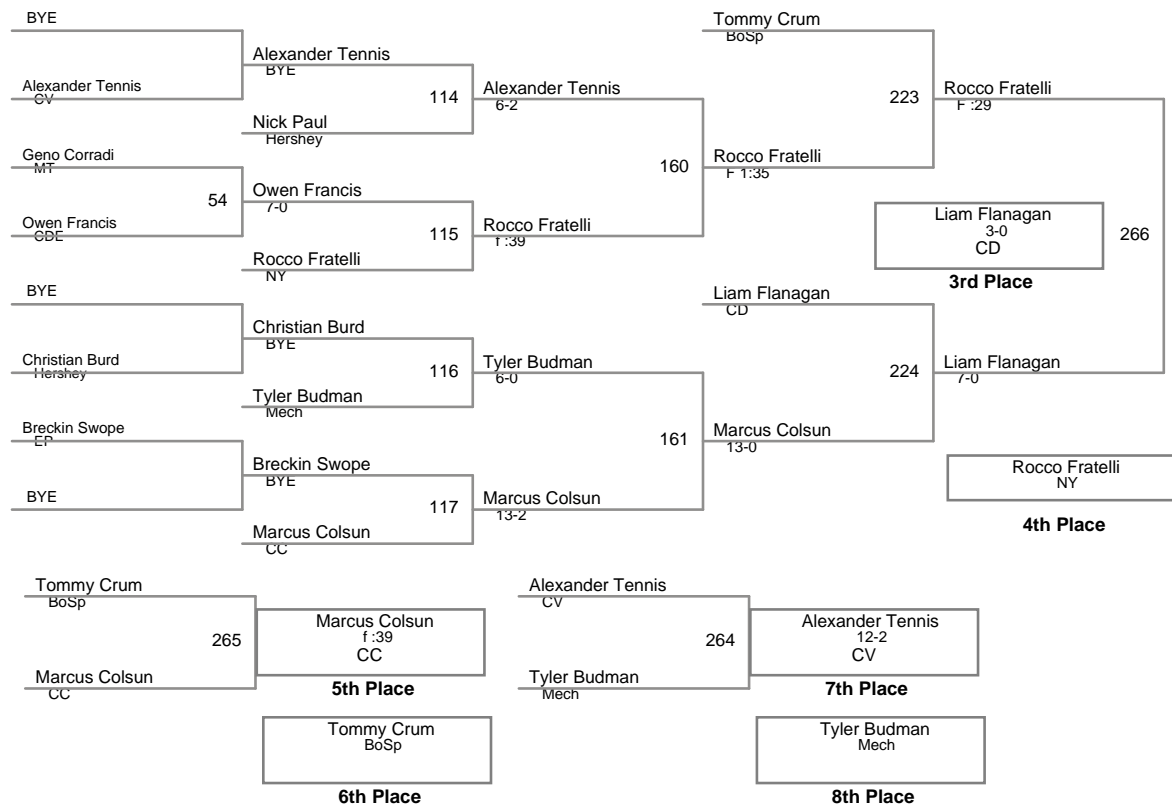 BYE
Alexander Tennis
CV
Geno Corradi
MT
54
Owen Francis
CDE
BYE
Christian Burd
Hershey
Breckin Swope
EP
BYE
Alexander Tennis
BYE
114
Nick Paul
Hershey
Owen Francis
7-0
115
Rocco Fratelli
NY
Christian Burd
BYE
116
Tyler Budman
Mech
Breckin Swope
BYE
117
Marcus Colsun
CC
Alexander Tennis
6-2
160
Rocco Fratelli
f :39
Tyler Budman
6-0
161
Marcus Colsun
13-2
Tommy Crum
BoSp
223
Rocco Fratelli
F 1:35
Liam Flanagan
CD
224
Marcus Colsun
13-0
Rocco Fratelli
F :29
Liam Flanagan
3-0
CD
266
3rd Place
Liam Flanagan
7-0
Rocco Fratelli
NY
4th Place
Tommy Crum
BoSp
265
Marcus Colsun
CC
Marcus Colsun
f :39
CC
5th Place
Tommy Crum
BoSp
6th Place
Alexander Tennis
CV
264
Tyler Budman
Mech
Alexander Tennis
12-2
CV
7th Place
Tyler Budman
Mech
8th Place